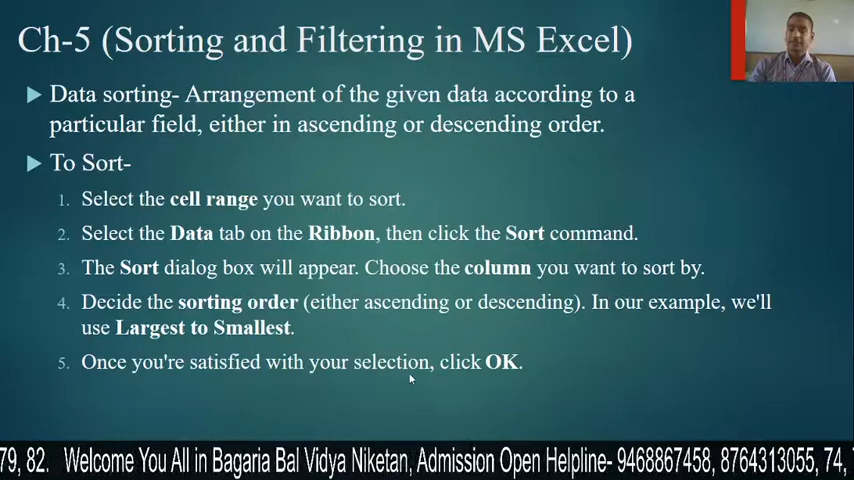 Ch-5 (Sorting and Filtering in MS Excel)
Data sorting- Arrangement of the given data according to a
particular field, either in ascending or descending order.
To Sort-
1. Select the cell range you want to sort.
2. Select the Data tab on the Ribbon, then click the Sort command.
3. The Sort dialog box will appear. Choose the column you want to sort by.
4. Decide the sorting order (either ascending or descending). In our example, we'll
use Largest to Smallest.
5. Once you're satisfied with your selection, click OK.
79, 82. Welcome You All in Bagaria Bal Vidya Niketan, Admission Open Helpline- 9468867458, 8764313055, 74,